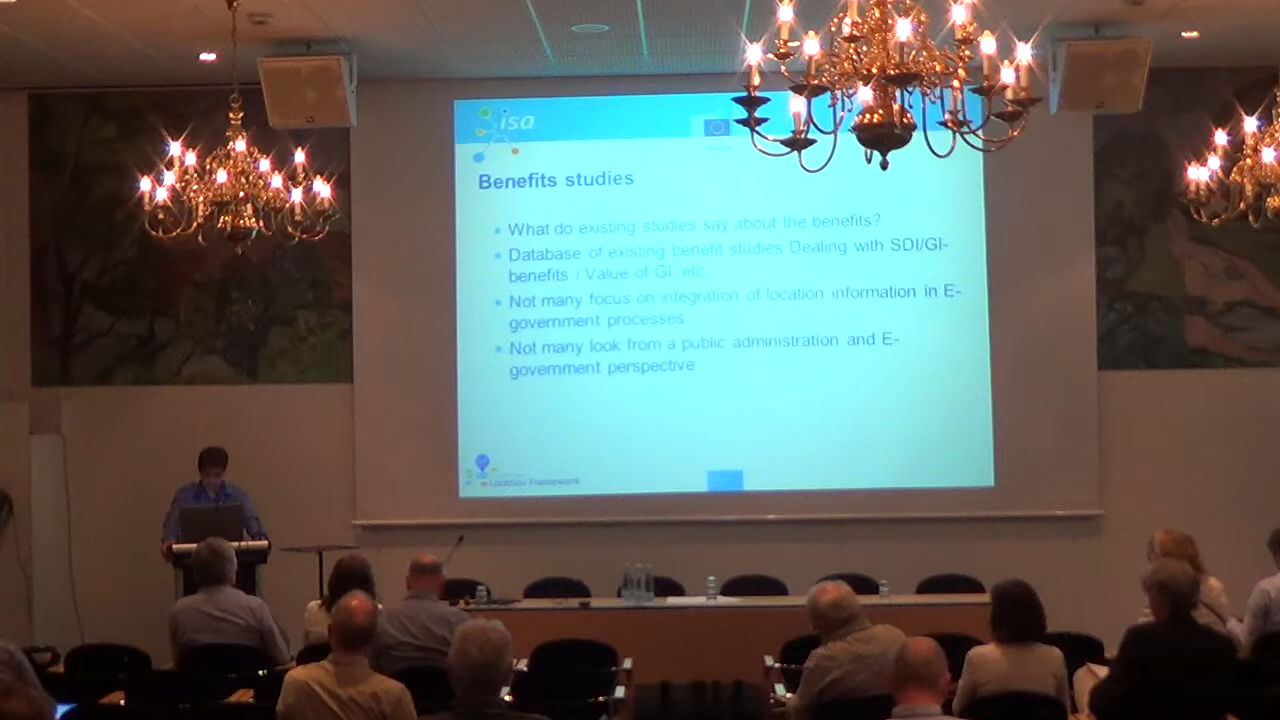 isa
Benefits studies
What do existing studies say about the benefits?
Database of existing benefit studies Dealing with SDI/GI-
benefits / Value of GI, etc.
Not many focus on integration of location information in E-
government processes
Not many look from a public administration and E-
government perspective
Location Framework